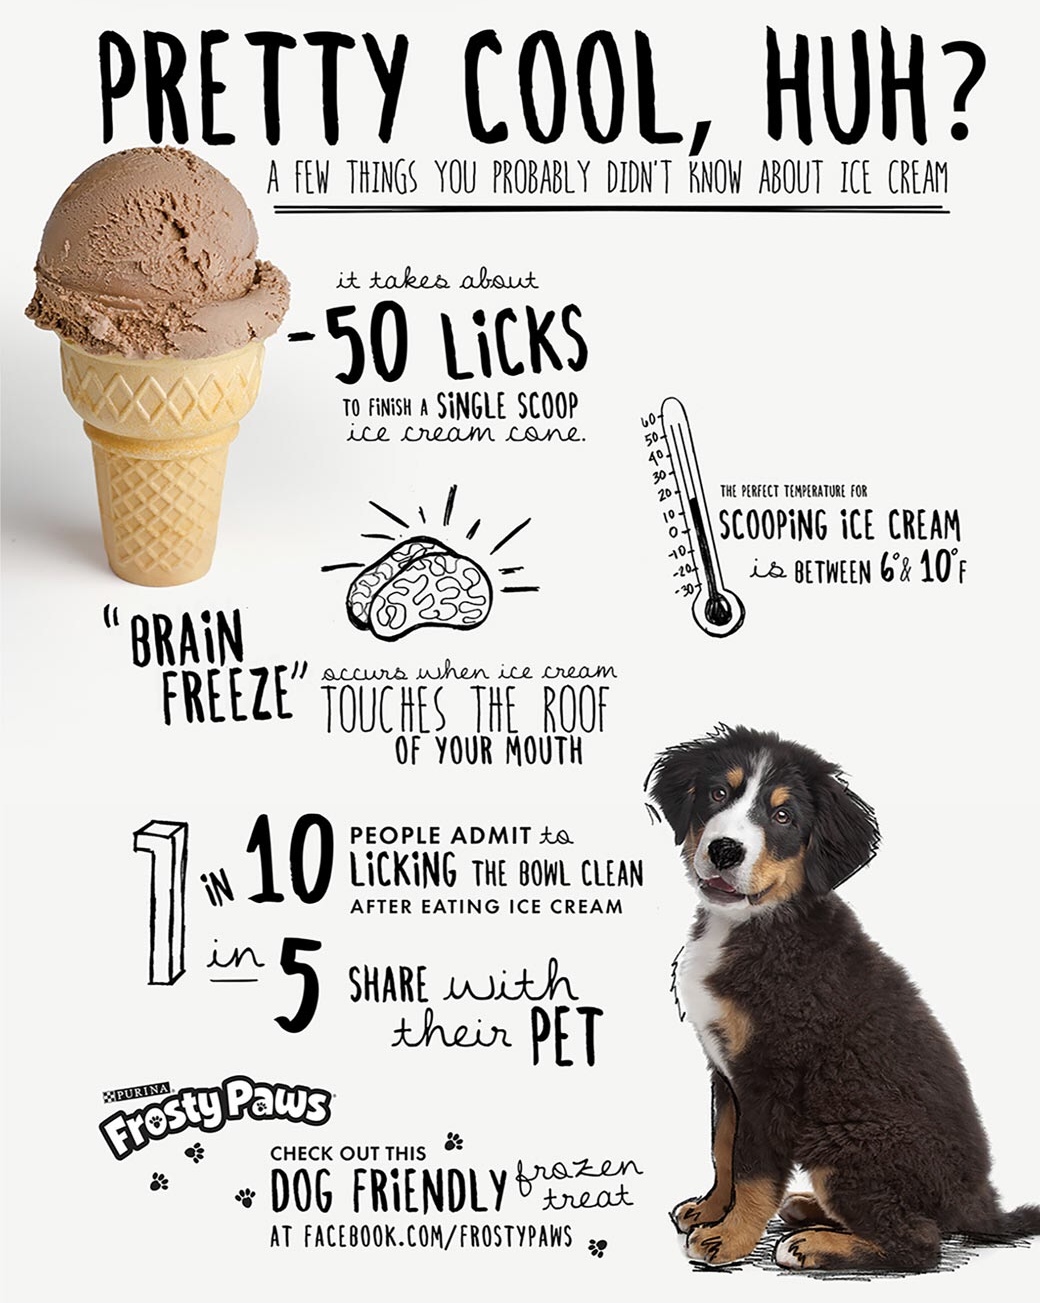 PRETTY COOL, HUH?
A FEW THINGS YOU PROBABLY DIDN'T KNOW ABOUT ICE CREAM
it takes about
-50 LiCKS
TO FiNiSH A SiNGLE SCOOP
ice cream cone.
60
50
40
30
20
10
0
-10
-20
-30
THE PERFECT TEMPERATURE FOR
SCOOPiNG iCE CREAM
is BETWEEN 6°& 10°F
"BRAiN
FREEZE"
occurs when ice cream
TOUCHES THE ROOF
OF YOUR MOUTH
1 iN 10
PEOPLE ADMIT to
LiCKiNG THE BOWL CLEAN
AFTER EATING ICE CREAM
in 5
SHARE with
their PET
PURINA
Frosty Paws
CHECK OUT THIS
DOG FRiENDLY frozen
treat
AT FACEBOOK.COM/FROSTYPAWS